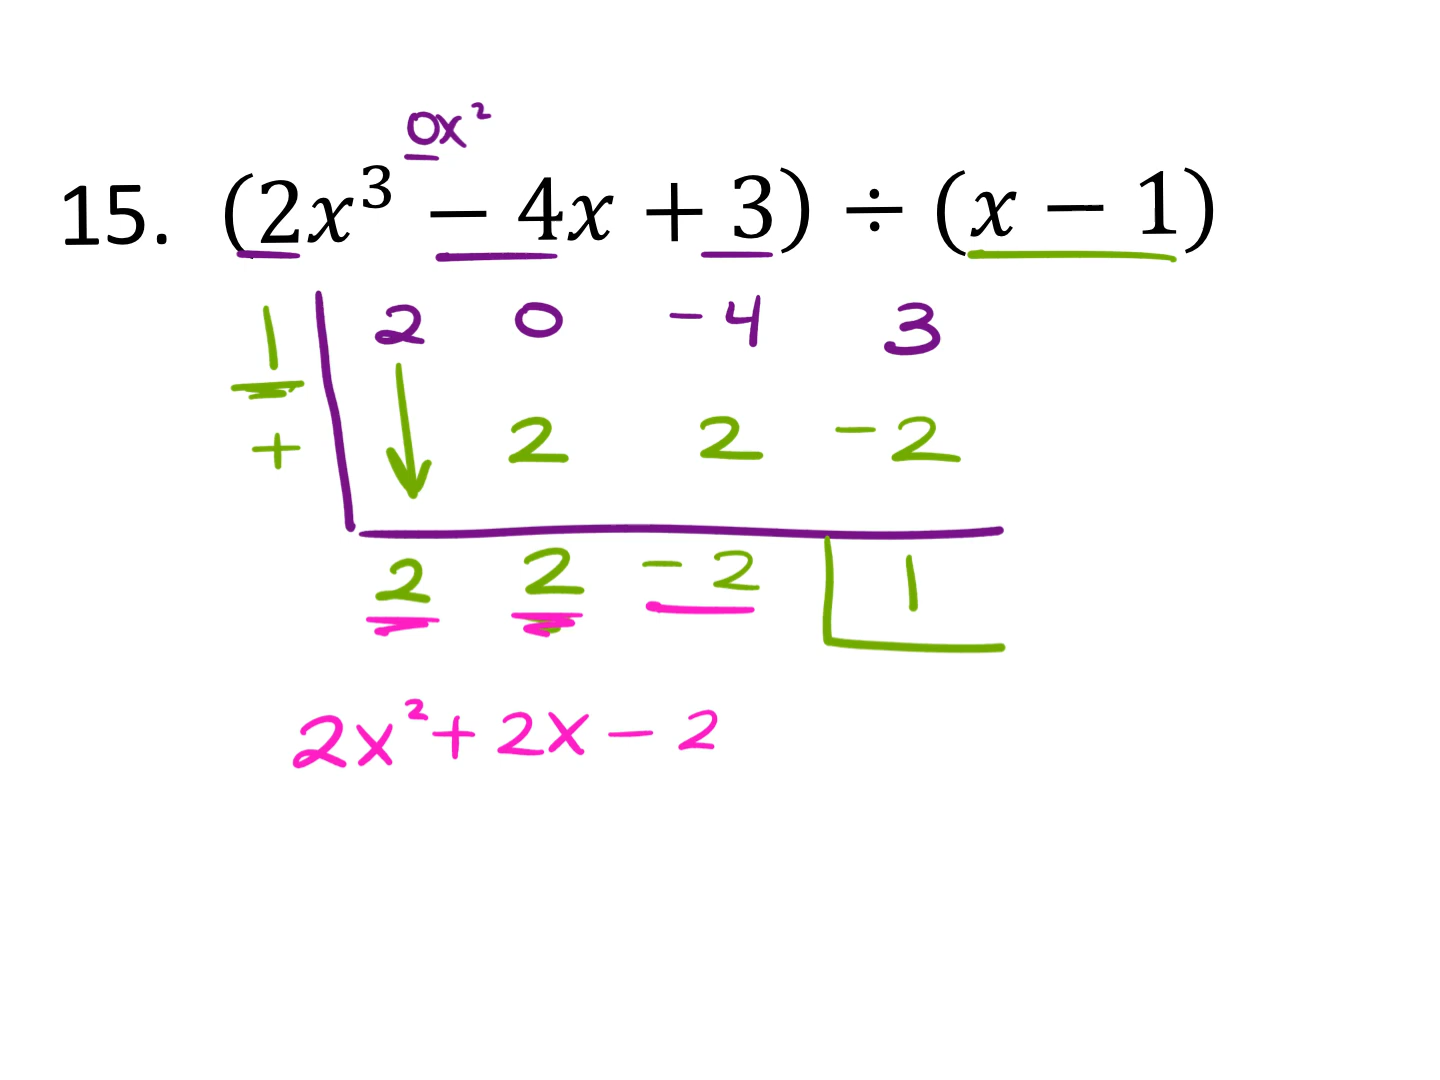 0x²
15. (2x³ − 4x + 3) ÷ (x − 1)
1 2 0 -4 3
+ 2 2 -2
2 2 -2 1
2x² + 2x - 2